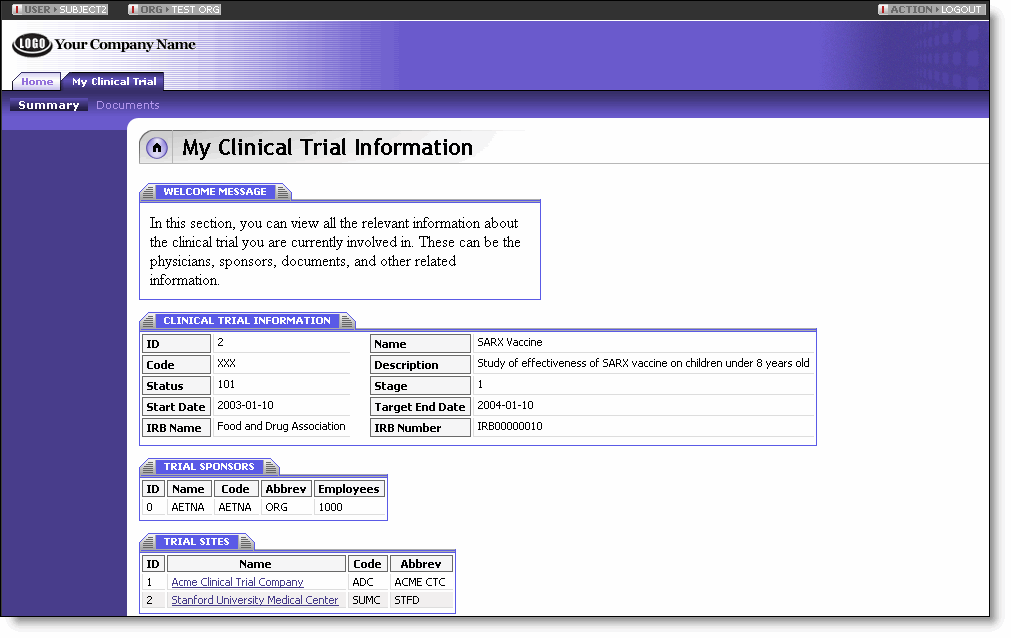 USER SUBJECT2 ORG TEST ORG ACTION LOGOUT
LOGO Your Company Name
Home My Clinical Trial
Summary Documents
My Clinical Trial Information
WELCOME MESSAGE
In this section, you can view all the relevant information about
the clinical trial you are currently involved in. These can be the
physicians, sponsors, documents, and other related
information.
CLINICAL TRIAL INFORMATION
ID 2 Name SARX Vaccine
Code XXX Description Study of effectiveness of SARX vaccine on children under 8 years old
Status 101 Stage 1
Start Date 2003-01-10 Target End Date 2004-01-10
IRB Name Food and Drug Association IRB Number IRB00000010
TRIAL SPONSORS
ID Name Code Abbrev Employees
0 AETNA AETNA ORG 1000
TRIAL SITES
ID Name Code Abbrev
1 Acme Clinical Trial Company ADC ACME CTC
2 Stanford University Medical Center SUMC STFD